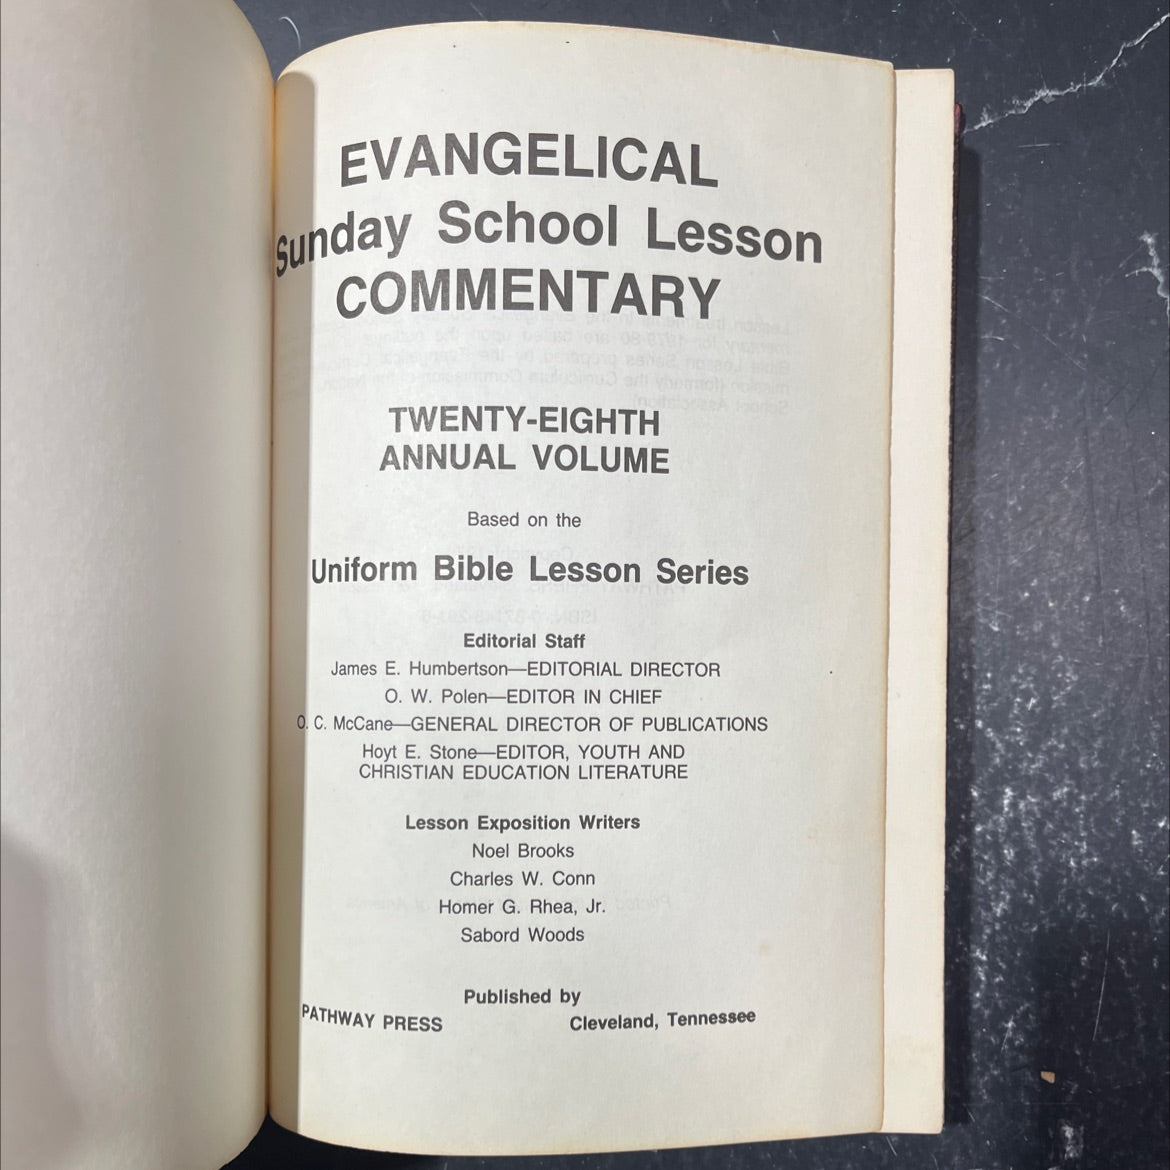 EVANGELICAL
Sunday School Lesson
COMMENTARY
TWENTY-EIGHTH
ANNUAL VOLUME
Based on the
Uniform Bible Lesson Series
Editorial Staff
James E. Humbertson—EDITORIAL DIRECTOR
O. W. Polen—EDITOR IN CHIEF
O. C. McCane—GENERAL DIRECTOR OF PUBLICATIONS
Hoyt E. Stone—EDITOR, YOUTH AND
CHRISTIAN EDUCATION LITERATURE
Lesson Exposition Writers
Noel Brooks
Charles W. Conn
Homer G. Rhea, Jr.
Sabord Woods
Published by
PATHWAY PRESS Cleveland, Tennessee